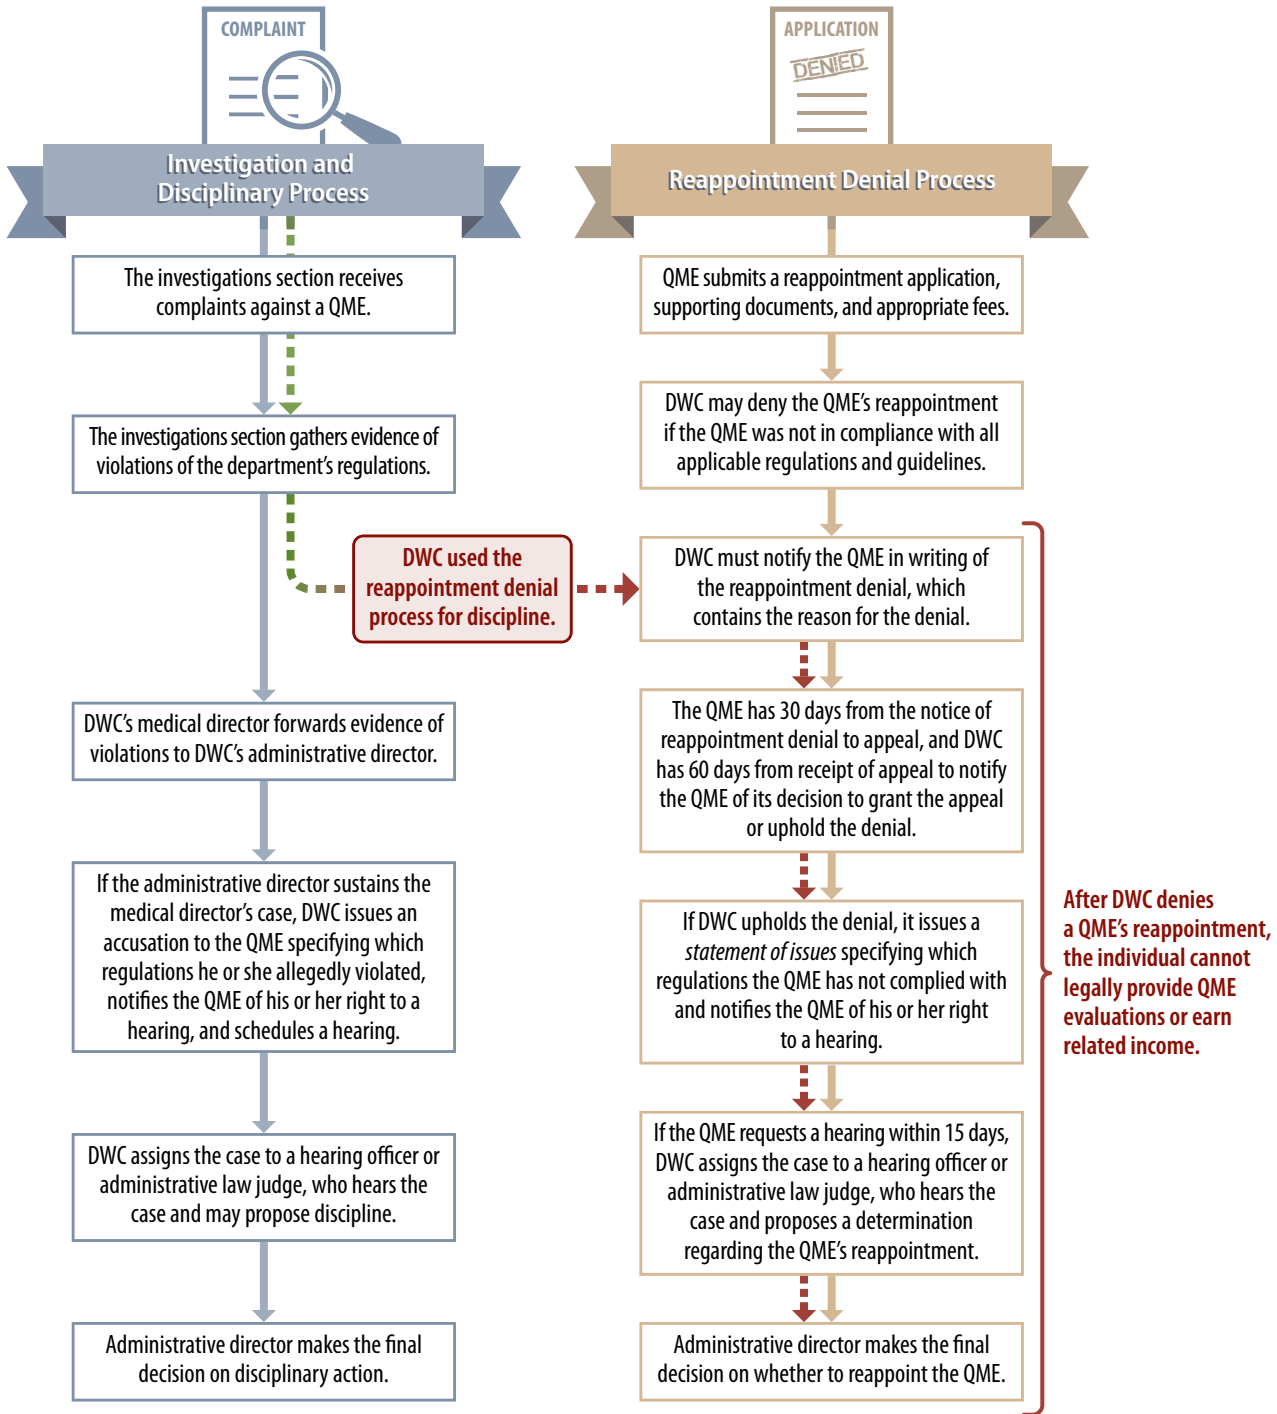 COMPLAINT
Investigation and
Disciplinary Process
The investigations section receives
complaints against a QME.
The investigations section gathers evidence of
violations of the department’s regulations.
DWC used the
reappointment denial
process for discipline.
DWC’s medical director forwards evidence of
violations to DWC’s administrative director.
If the administrative director sustains the
medical director’s case, DWC issues an
accusation to the QME specifying which
regulations he or she allegedly violated,
notifies the QME of his or her right to a
hearing, and schedules a hearing.
DWC assigns the case to a hearing officer or
administrative law judge, who hears the
case and may propose discipline.
Administrative director makes the final
decision on disciplinary action.
APPLICATION
DENIED
Reappointment Denial Process
QME submits a reappointment application,
supporting documents, and appropriate fees.
DWC may deny the QME’s reappointment
if the QME was not in compliance with all
applicable regulations and guidelines.
DWC must notify the QME in writing of
the reappointment denial, which
contains the reason for the denial.
The QME has 30 days from the notice of
reappointment denial to appeal, and DWC
has 60 days from receipt of appeal to notify
the QME of its decision to grant the appeal
or uphold the denial.
If DWC upholds the denial, it issues a
statement of issues specifying which
regulations the QME has not complied with
and notifies the QME of his or her right
to a hearing.
If the QME requests a hearing within 15 days,
DWC assigns the case to a hearing officer or
administrative law judge, who hears the
case and proposes a determination
regarding the QME’s reappointment.
Administrative director makes the final
decision on whether to reappoint the QME.
After DWC denies
a QME’s reappointment,
the individual cannot
legally provide QME
evaluations or earn
related income.